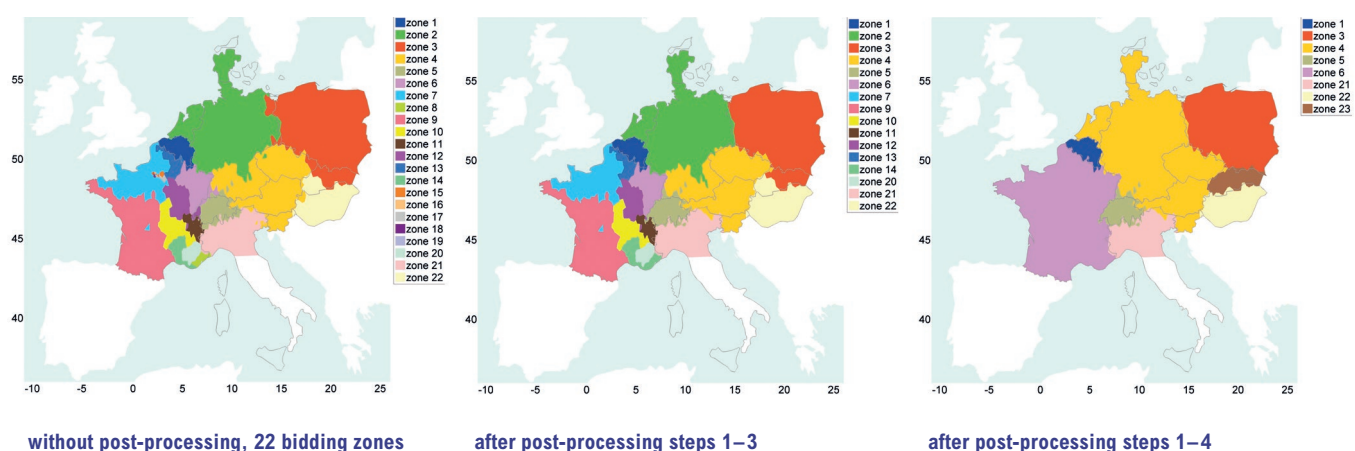 zone 1
zone 2
zone 3
zone 4
zone 5
zone 6
zone 7
zone 8
zone 9
zone 10
zone 11
zone 12
zone 13
zone 14
zone 15
zone 16
zone 17
zone 18
zone 19
zone 20
zone 21
zone 22
55
50
45
40
-10 -5 0 5 10 15 20 25
without post-processing, 22 bidding zones
zone 1
zone 2
zone 3
zone 4
zone 5
zone 6
zone 7
zone 9
zone 10
zone 11
zone 12
zone 13
zone 14
zone 20
zone 21
zone 22
55
50
45
40
-10 -5 0 5 10 15 20 25
after post-processing steps 1–3
zone 1
zone 3
zone 4
zone 5
zone 6
zone 21
zone 22
zone 23
55
50
45
40
-10 -5 0 5 10 15 20 25
after post-processing steps 1–4